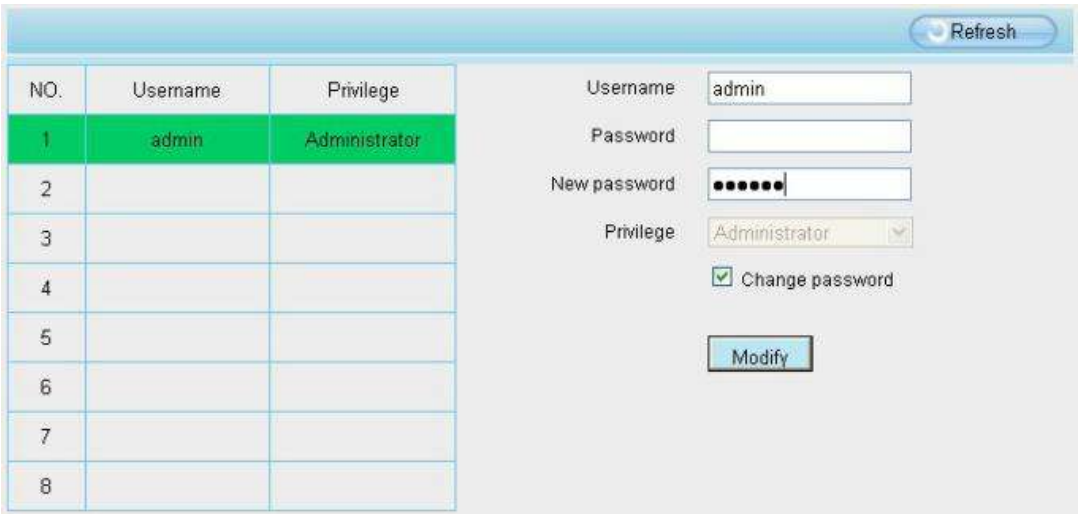 Refresh
NO. Username Privilege
1 admin Administrator
2
3
4
5
6
7
8
Username admin
Password
New password ●●●●●●
Privilege Administrator
Change password
Modify